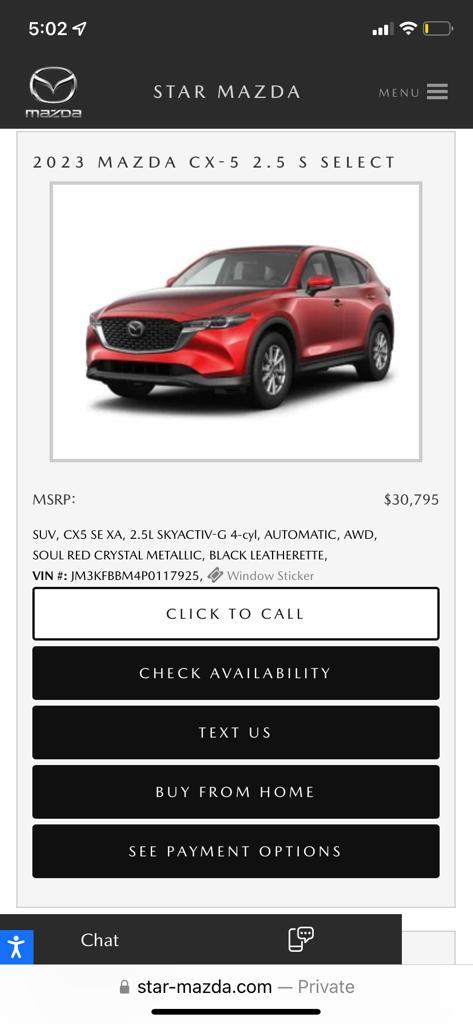 5:02
mazda
STAR MAZDA
MENU
2023 MAZDA CX-5 2.5 S SELECT
MSRP: $30,795
SUV, CX5 SE XA, 2.5L SKYACTIV-G 4-cyl, AUTOMATIC, AWD,
SOUL RED CRYSTAL METALLIC, BLACK LEATHERETTE,
VIN #: JM3KFBBM4P0117925, Window Sticker
CLICK TO CALL
CHECK AVAILABILITY
TEXT US
BUY FROM HOME
SEE PAYMENT OPTIONS
Chat
star-mazda.com — Private